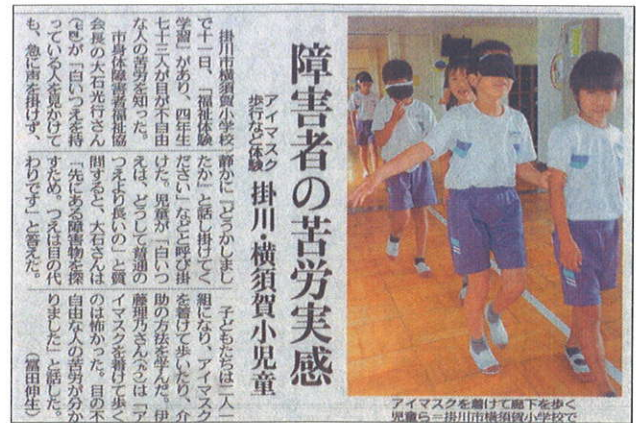 障害者の苦労実感
アイマスク
歩行など体験
掛川・横須賀小児童
掛川市横須賀小学校
で十一日、「福祉体験
学習」があり、四年生
七十三人が目が不自由
な人の苦労を知った。
市身体障害者福祉協
会長の大石光行さん
が「白いつえを持
っている人を見かけて
も、急に声を掛けず、
静かに『どうかしまし
たか』と話し掛けてく
ださい」などと呼び掛
けた。児童が「白いつ
えは、どうして普通の
つえより長いの」と質
問すると、大石さんは
「先にある障害物を探
すため。つえは目の代
わりです」と答えた。
子どもたちは二人一
組になり、アイマスク
を着けて歩いたり、介
助の方法を学んだ。伊
藤理乃さんは「ア
イマスクを着けて歩く
のは怖かった。目の不
自由な人の苦労が分か
りました」と話した。
（富田伸生）
アイマスクを着けて廊下を歩く
児童ら＝掛川市横須賀小学校で